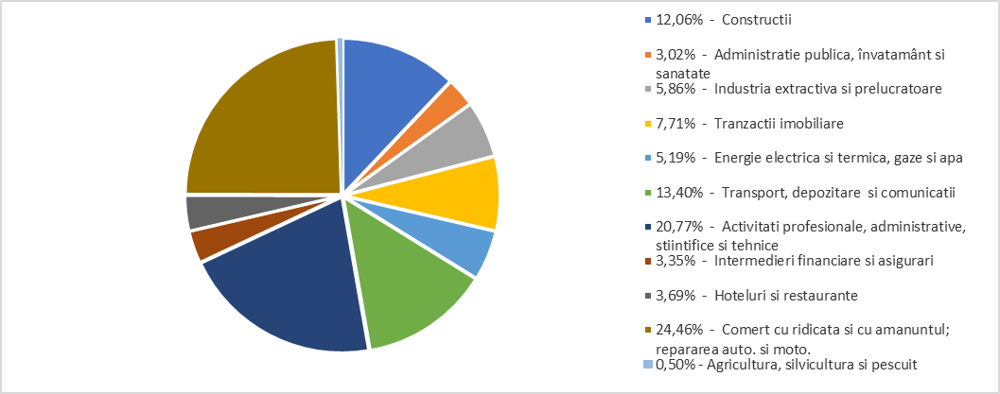 12,06% - Constructii
3,02% - Administratie publica, învatamânt si
sanatate
5,86% - Industria extractiva si prelucratoare
7,71% - Tranzactii imobiliare
5,19% - Energie electrica si termica, gaze si apa
13,40% - Transport, depozitare si comunicatii
20,77% - Activitati profesionale, administrative,
stiintifice si tehnice
3,35% - Intermedieri financiare si asigurari
3,69% - Hoteluri si restaurante
24,46% - Comert cu ridicata si cu amanuntul;
repararea auto. si moto.
0,50% - Agricultura, silvicultura si pescuit